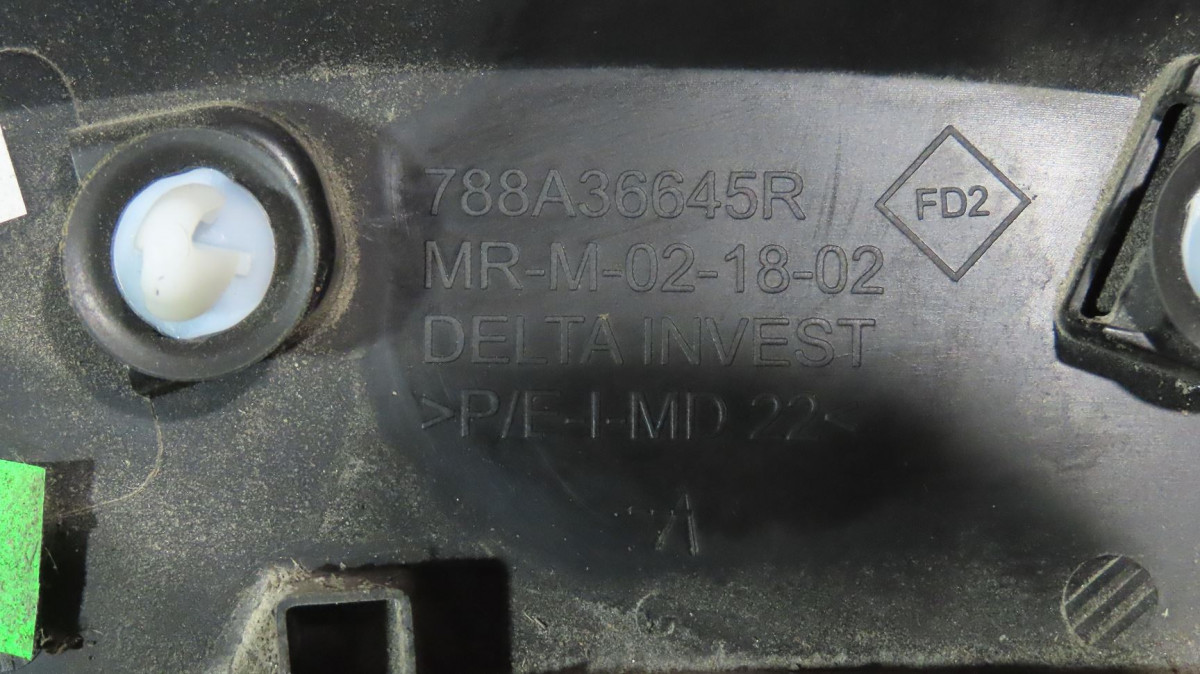 788A36645R
FD2
MR-M-02-18-02
DELTA INVEST
>P/E-I-MD 22<